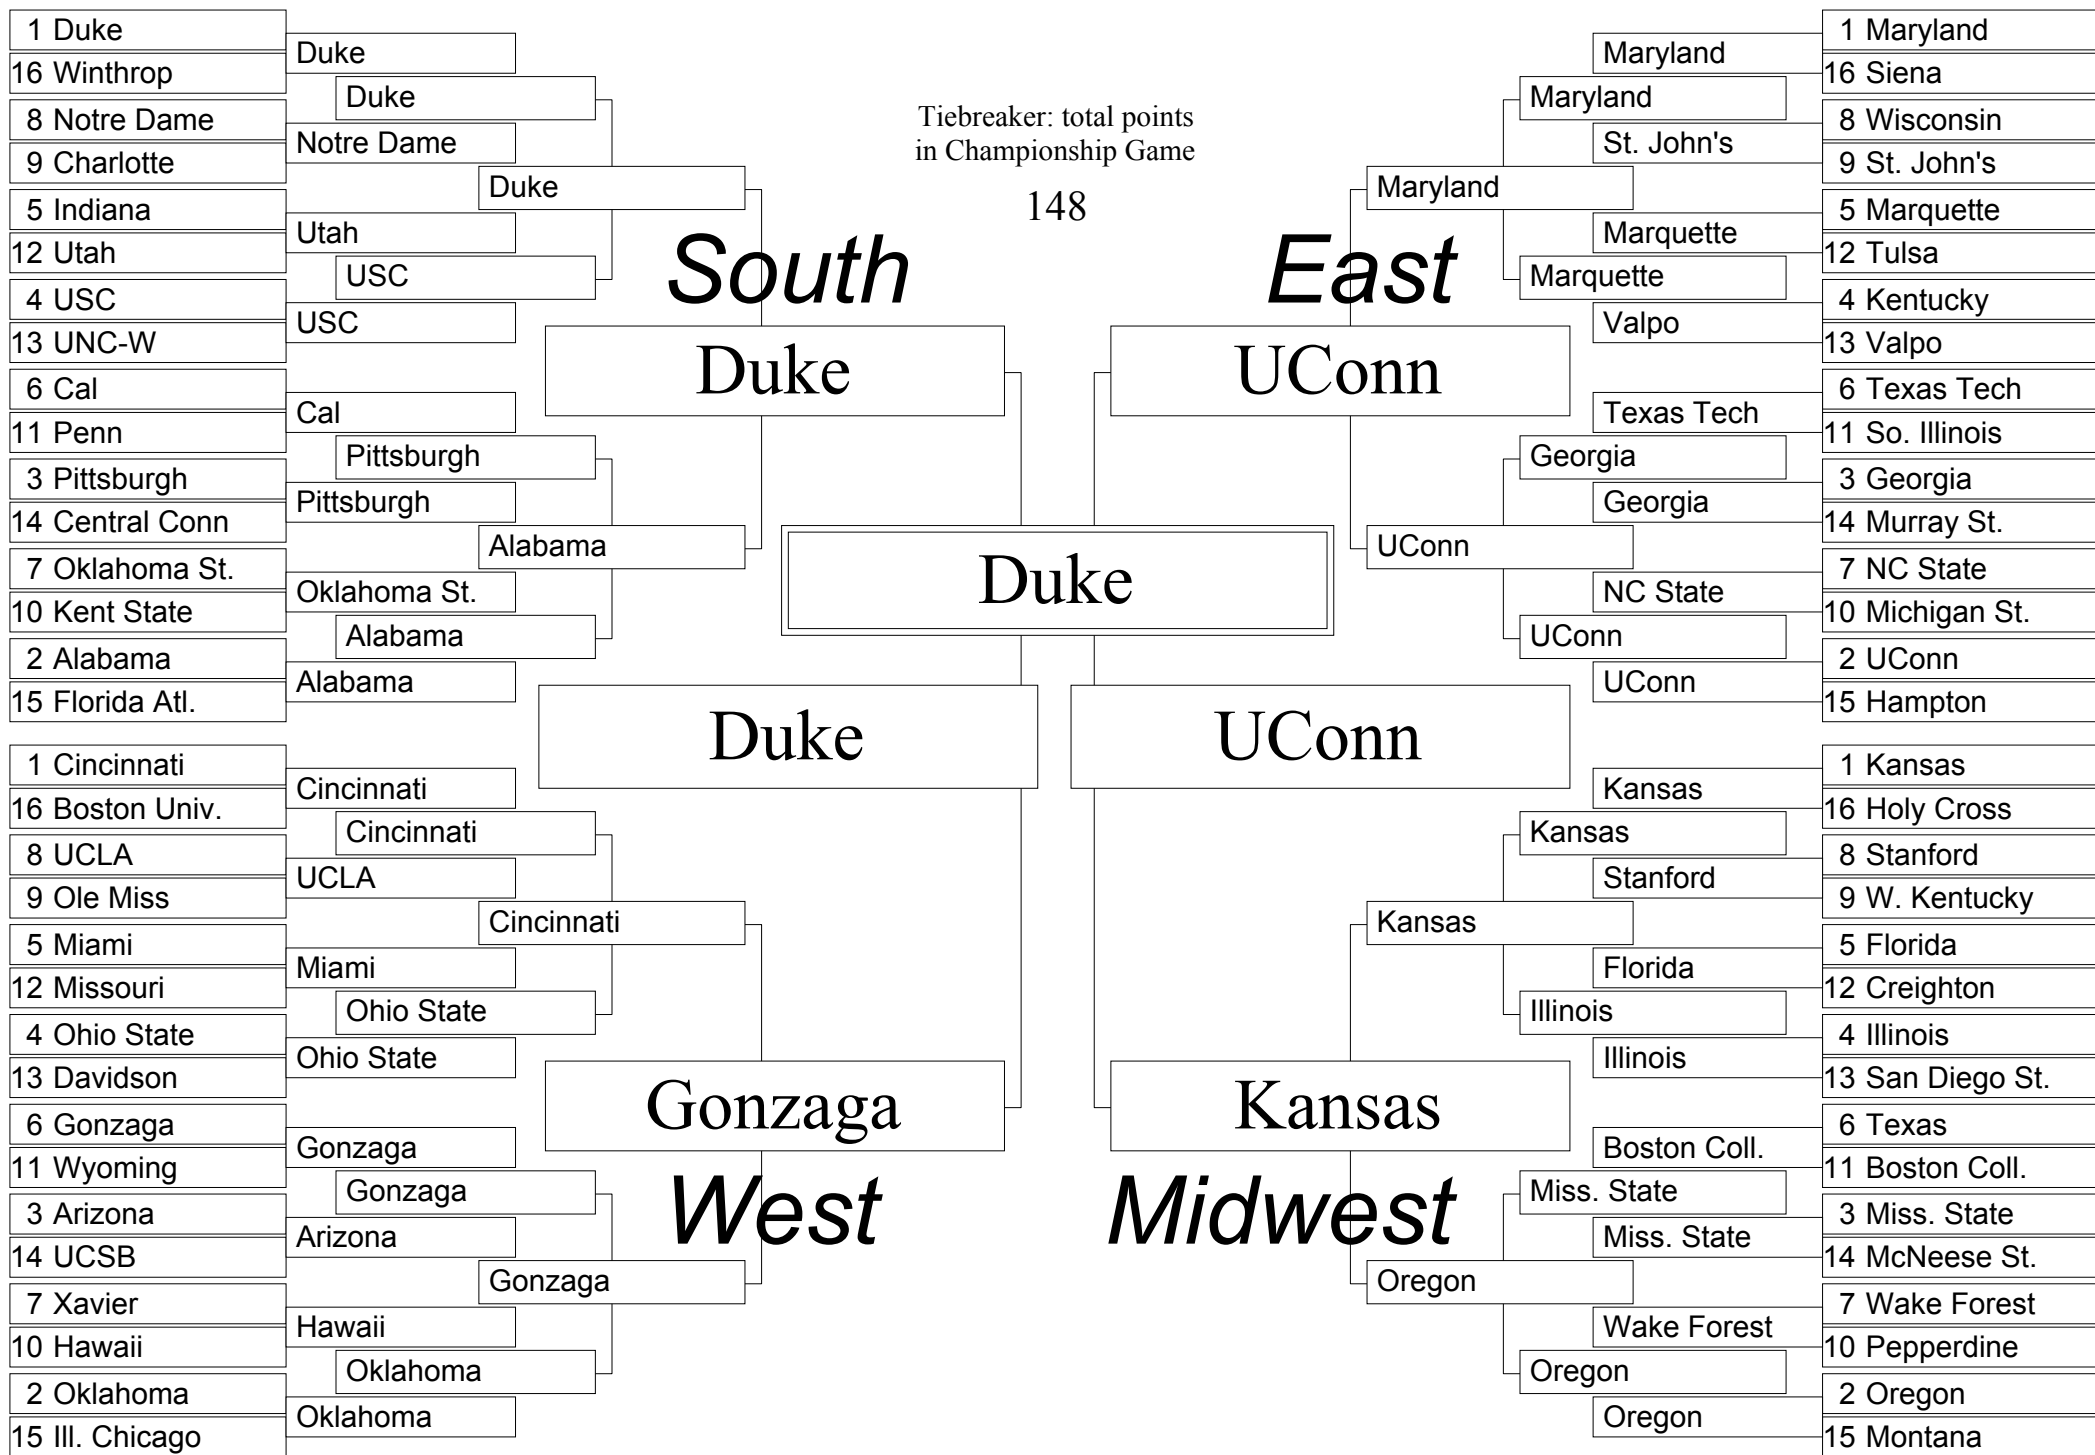 1 Duke
16 Winthrop
8 Notre Dame
9 Charlotte
5 Indiana
12 Utah
4 USC
13 UNC-W
6 Cal
11 Penn
3 Pittsburgh
14 Central Conn
7 Oklahoma St.
10 Kent State
2 Alabama
15 Florida Atl.
Duke
Notre Dame
Utah
USC
Cal
Pittsburgh
Oklahoma St.
Alabama
Duke
USC
Pittsburgh
Alabama
Duke
Alabama
South
Duke
1 Cincinnati
16 Boston Univ.
8 UCLA
9 Ole Miss
5 Miami
12 Missouri
4 Ohio State
13 Davidson
6 Gonzaga
11 Wyoming
3 Arizona
14 UCSB
7 Xavier
10 Hawaii
2 Oklahoma
15 Ill. Chicago
Cincinnati
UCLA
Miami
Ohio State
Gonzaga
Arizona
Hawaii
Oklahoma
Cincinnati
Ohio State
Gonzaga
Oklahoma
Cincinnati
Gonzaga
Gonzaga
West
Tiebreaker: total points
in Championship Game
148
Duke
Duke
UConn
East
UConn
Maryland
UConn
Maryland
Marquette
Georgia
UConn
Maryland
St. John's
Marquette
Valpo
Texas Tech
Georgia
NC State
UConn
1 Maryland
16 Siena
8 Wisconsin
9 St. John's
5 Marquette
12 Tulsa
4 Kentucky
13 Valpo
6 Texas Tech
11 So. Illinois
3 Georgia
14 Murray St.
7 NC State
10 Michigan St.
2 UConn
15 Hampton
Kansas
Midwest
Kansas
Oregon
Kansas
Illinois
Miss. State
Oregon
Kansas
Stanford
Florida
Illinois
Boston Coll.
Miss. State
Wake Forest
Oregon
1 Kansas
16 Holy Cross
8 Stanford
9 W. Kentucky
5 Florida
12 Creighton
4 Illinois
13 San Diego St.
6 Texas
11 Boston Coll.
3 Miss. State
14 McNeese St.
7 Wake Forest
10 Pepperdine
2 Oregon
15 Montana